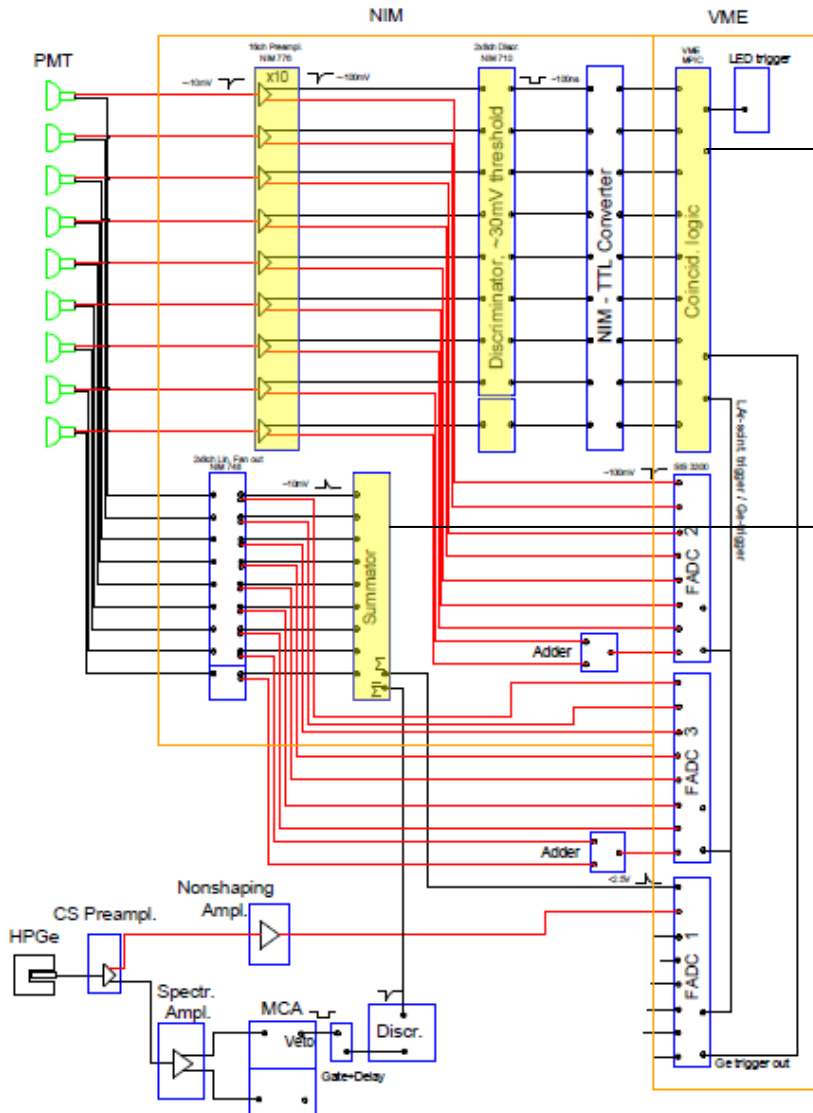 NIM
VME
PMT
16ch Preampl.
NIM 776
2x8ch Discr.
NIM 710
VME
MPIC
LED trigger
~10mV
x10
~100mV
~100ns
Discriminator, ~30mV threshold
NIM - TTL Converter
Coincid. logic
LAr-scint. trigger / Ge-trigger
2x8ch Lin. Fan out
NIM 748
~10mV
~100mV
SIS 3300
Summator
Σ
Σ
FADC 2
Adder
FADC 3
Adder
<2.5V
Nonshaping
Ampl.
CS Preampl.
HPGe
FADC 1
Spectr.
Ampl.
MCA
Veto
Discr.
Gate+Delay
Ge trigger out